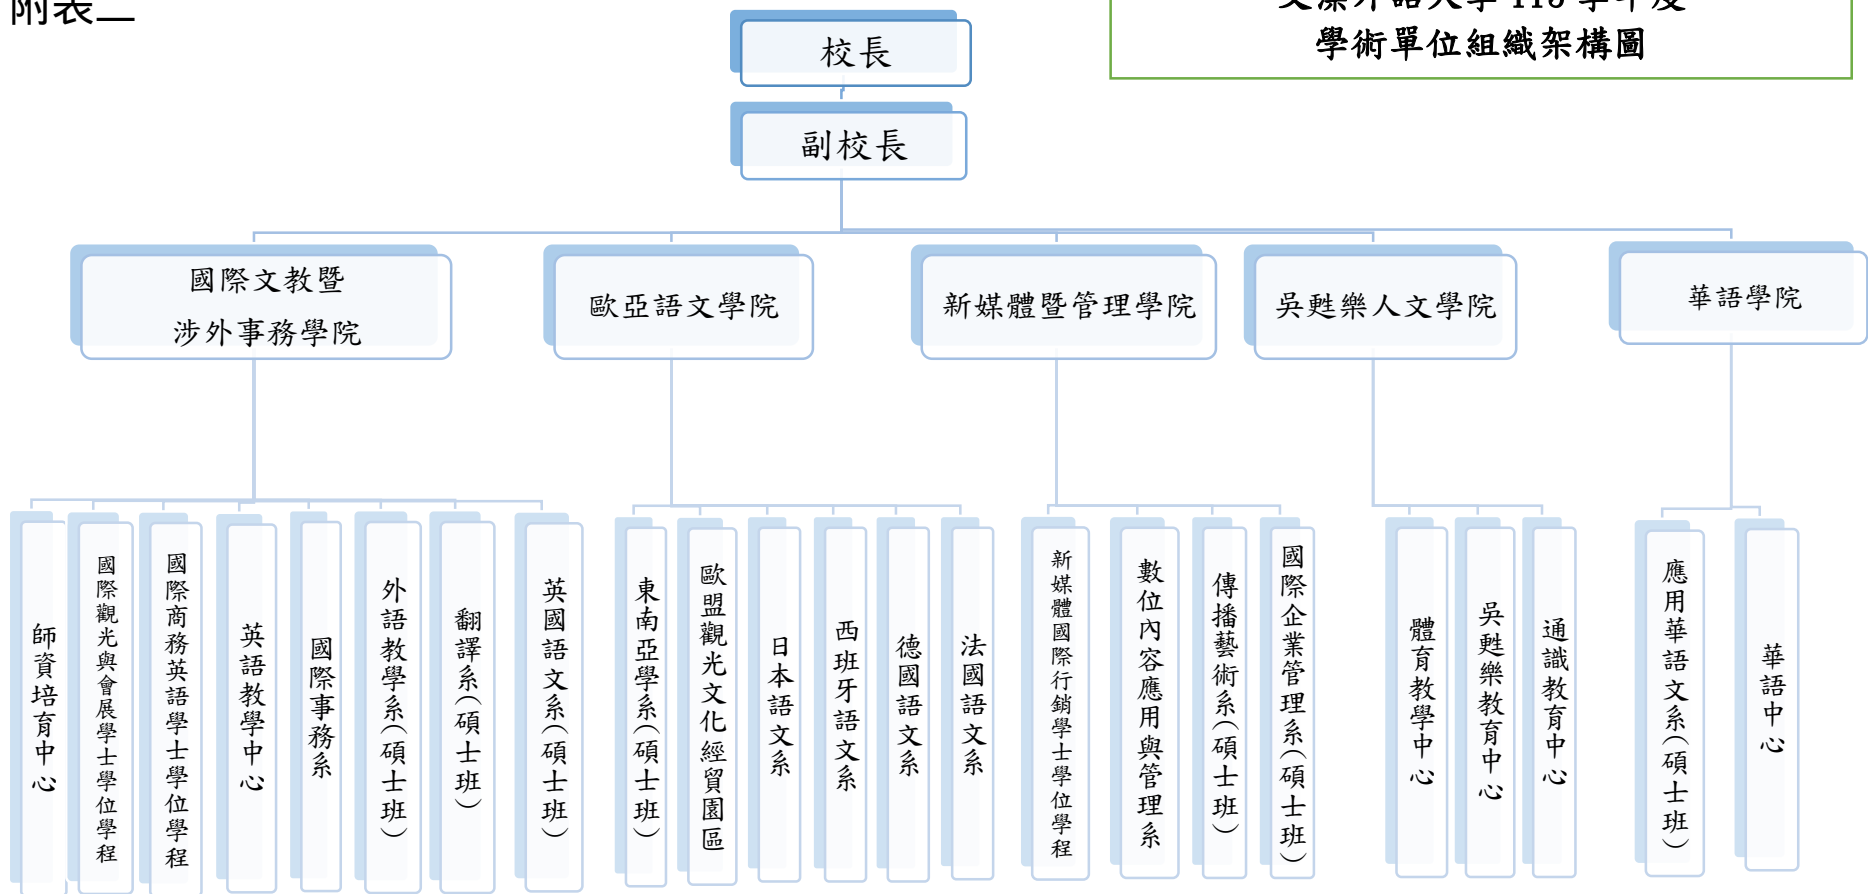 附表二
文藻外語大學 113 學年度
學術單位組織架構圖
校長
副校長
國際文教暨
涉外事務學院
歐亞語文學院
新媒體暨管理學院
吳甦樂人文學院
華語學院
師資培育中心
國際觀光與會展學士學位學程
國際商務英語學士學位學程
英語教學中心
國際事務系
外語教學系(碩士班)
翻譯系(碩士班)
英國語文系(碩士班)
東南亞學系(碩士班)
歐盟觀光文化經貿園區
日本語文系
西班牙語文系
德國語文系
法國語文系
新媒體國際行銷學士學位學程
數位內容應用與管理系
傳播藝術系(碩士班)
國際企業管理系(碩士班)
體育教學中心
吳甦樂教育中心
通識教育中心
應用華語文系(碩士班)
華語中心